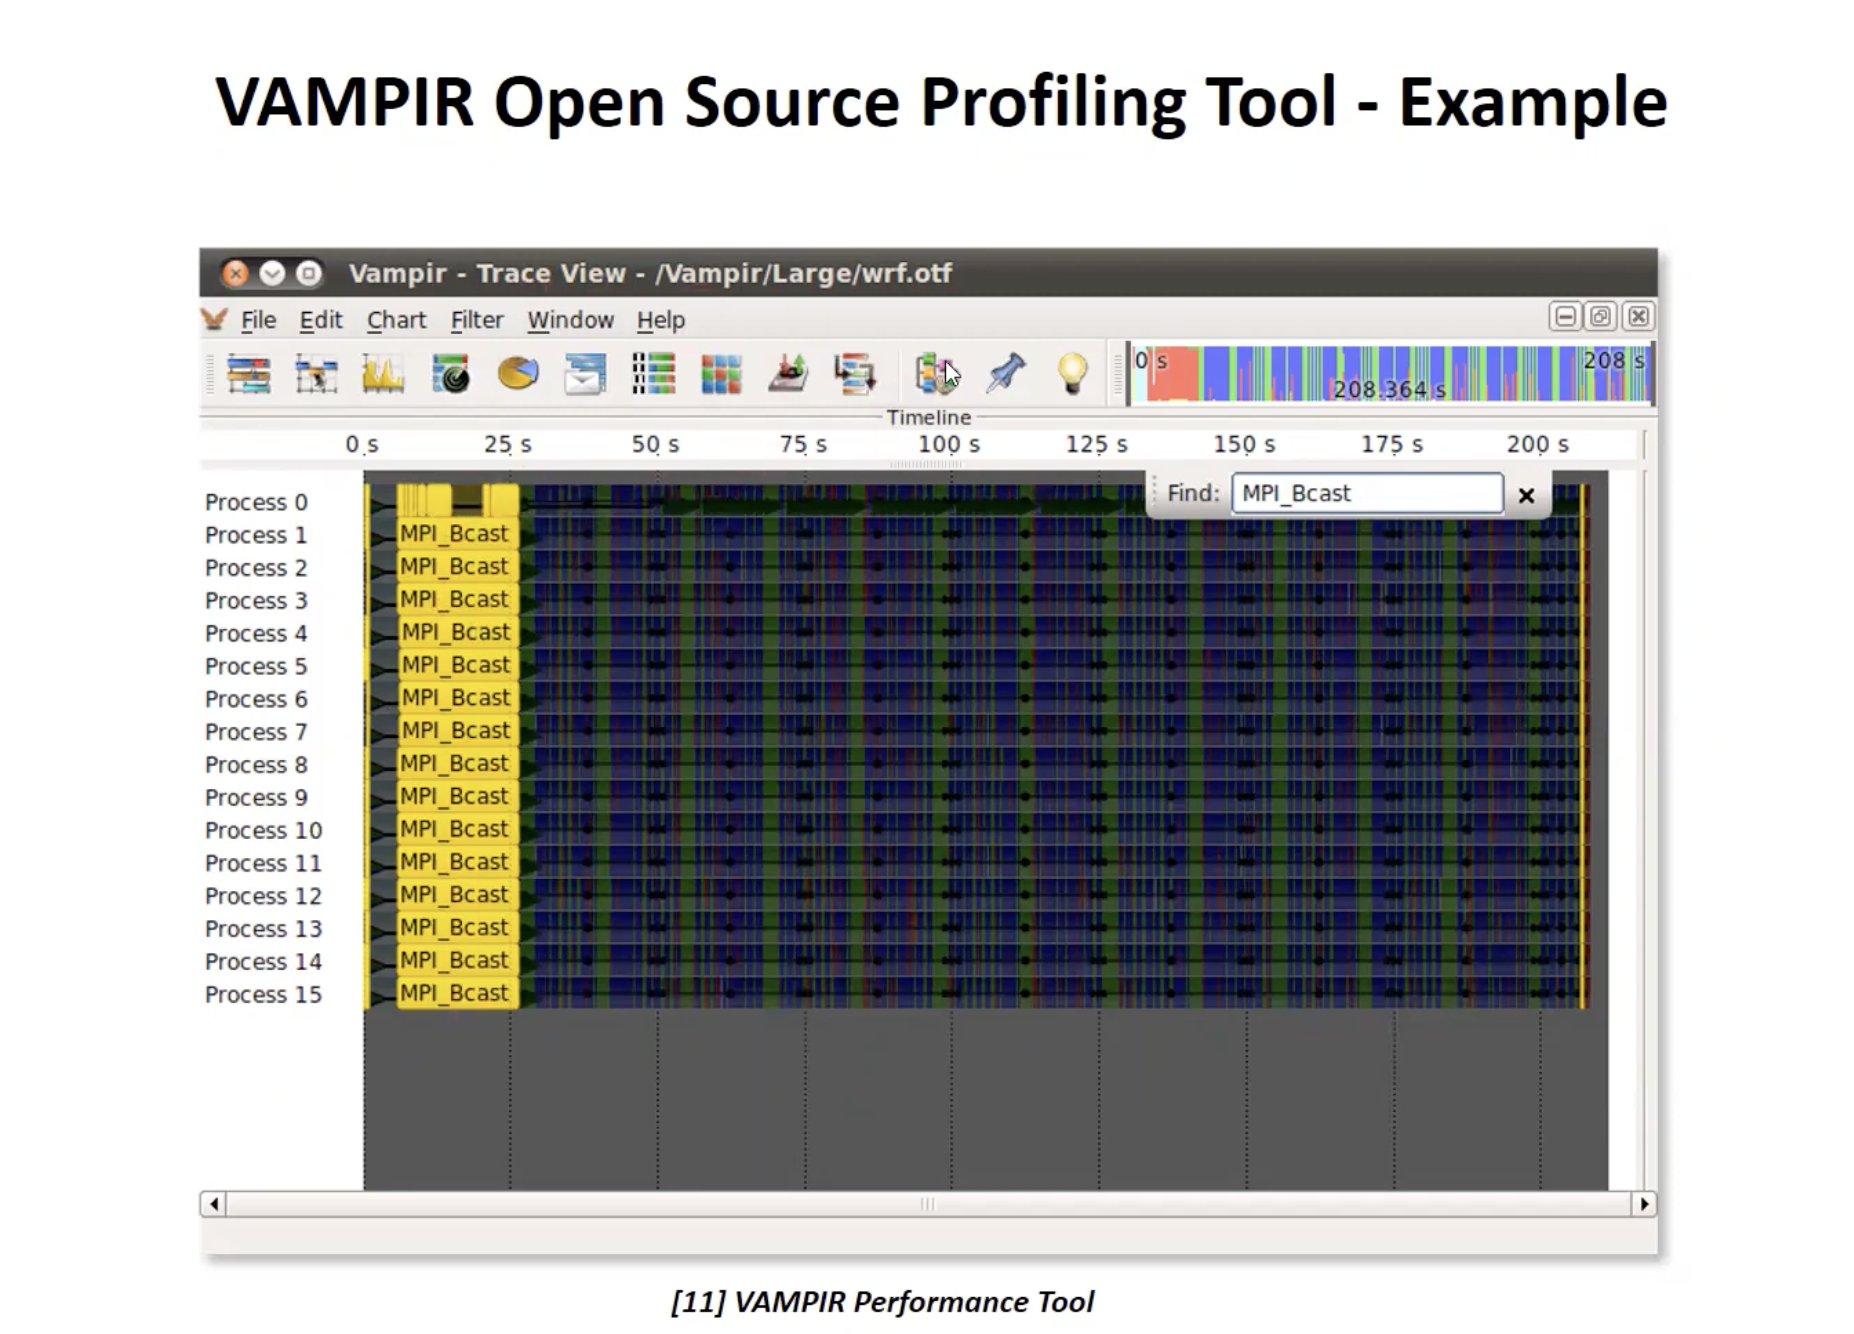 VAMPIR Open Source Profiling Tool - Example
Vampir - Trace View - /Vampir/Large/wrf.otf
File Edit Chart Filter Window Help
0 s 208 s
208.364 s
Timeline
0 s 25 s 50 s 75 s 100 s 125 s 150 s 175 s 200 s
Find: MPI_Bcast
Process 0
Process 1 MPI_Bcast
Process 2 MPI_Bcast
Process 3 MPI_Bcast
Process 4 MPI_Bcast
Process 5 MPI_Bcast
Process 6 MPI_Bcast
Process 7 MPI_Bcast
Process 8 MPI_Bcast
Process 9 MPI_Bcast
Process 10 MPI_Bcast
Process 11 MPI_Bcast
Process 12 MPI_Bcast
Process 13 MPI_Bcast
Process 14 MPI_Bcast
Process 15 MPI_Bcast
[11] VAMPIR Performance Tool